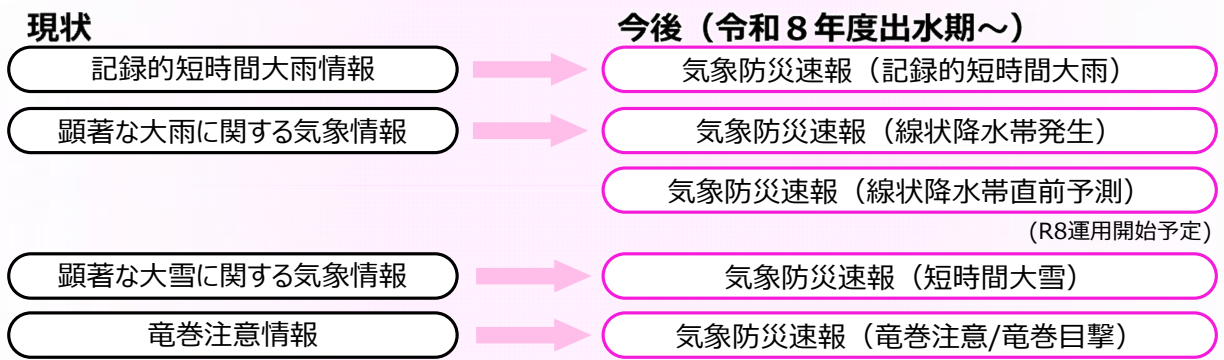 現状
今後（令和８年度出水期～）
記録的短時間大雨情報
気象防災速報（記録的短時間大雨）
顕著な大雨に関する気象情報
気象防災速報（線状降水帯発生）
気象防災速報（線状降水帯直前予測）
(R8運用開始予定)
顕著な大雪に関する気象情報
気象防災速報（短時間大雪）
竜巻注意情報
気象防災速報（竜巻注意/竜巻目撃）